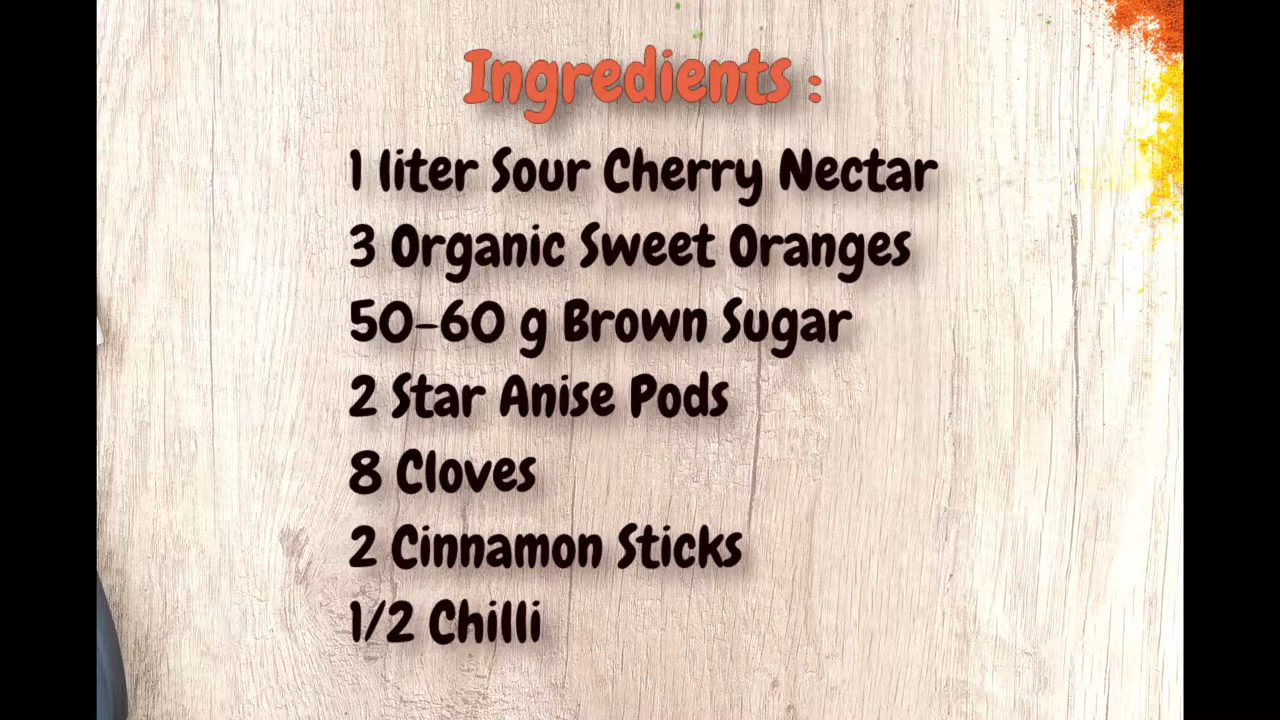 Ingredients :
1 liter Sour Cherry Nectar
3 Organic Sweet Oranges
50-60 g Brown Sugar
2 Star Anise Pods
8 Cloves
2 Cinnamon Sticks
1/2 Chilli